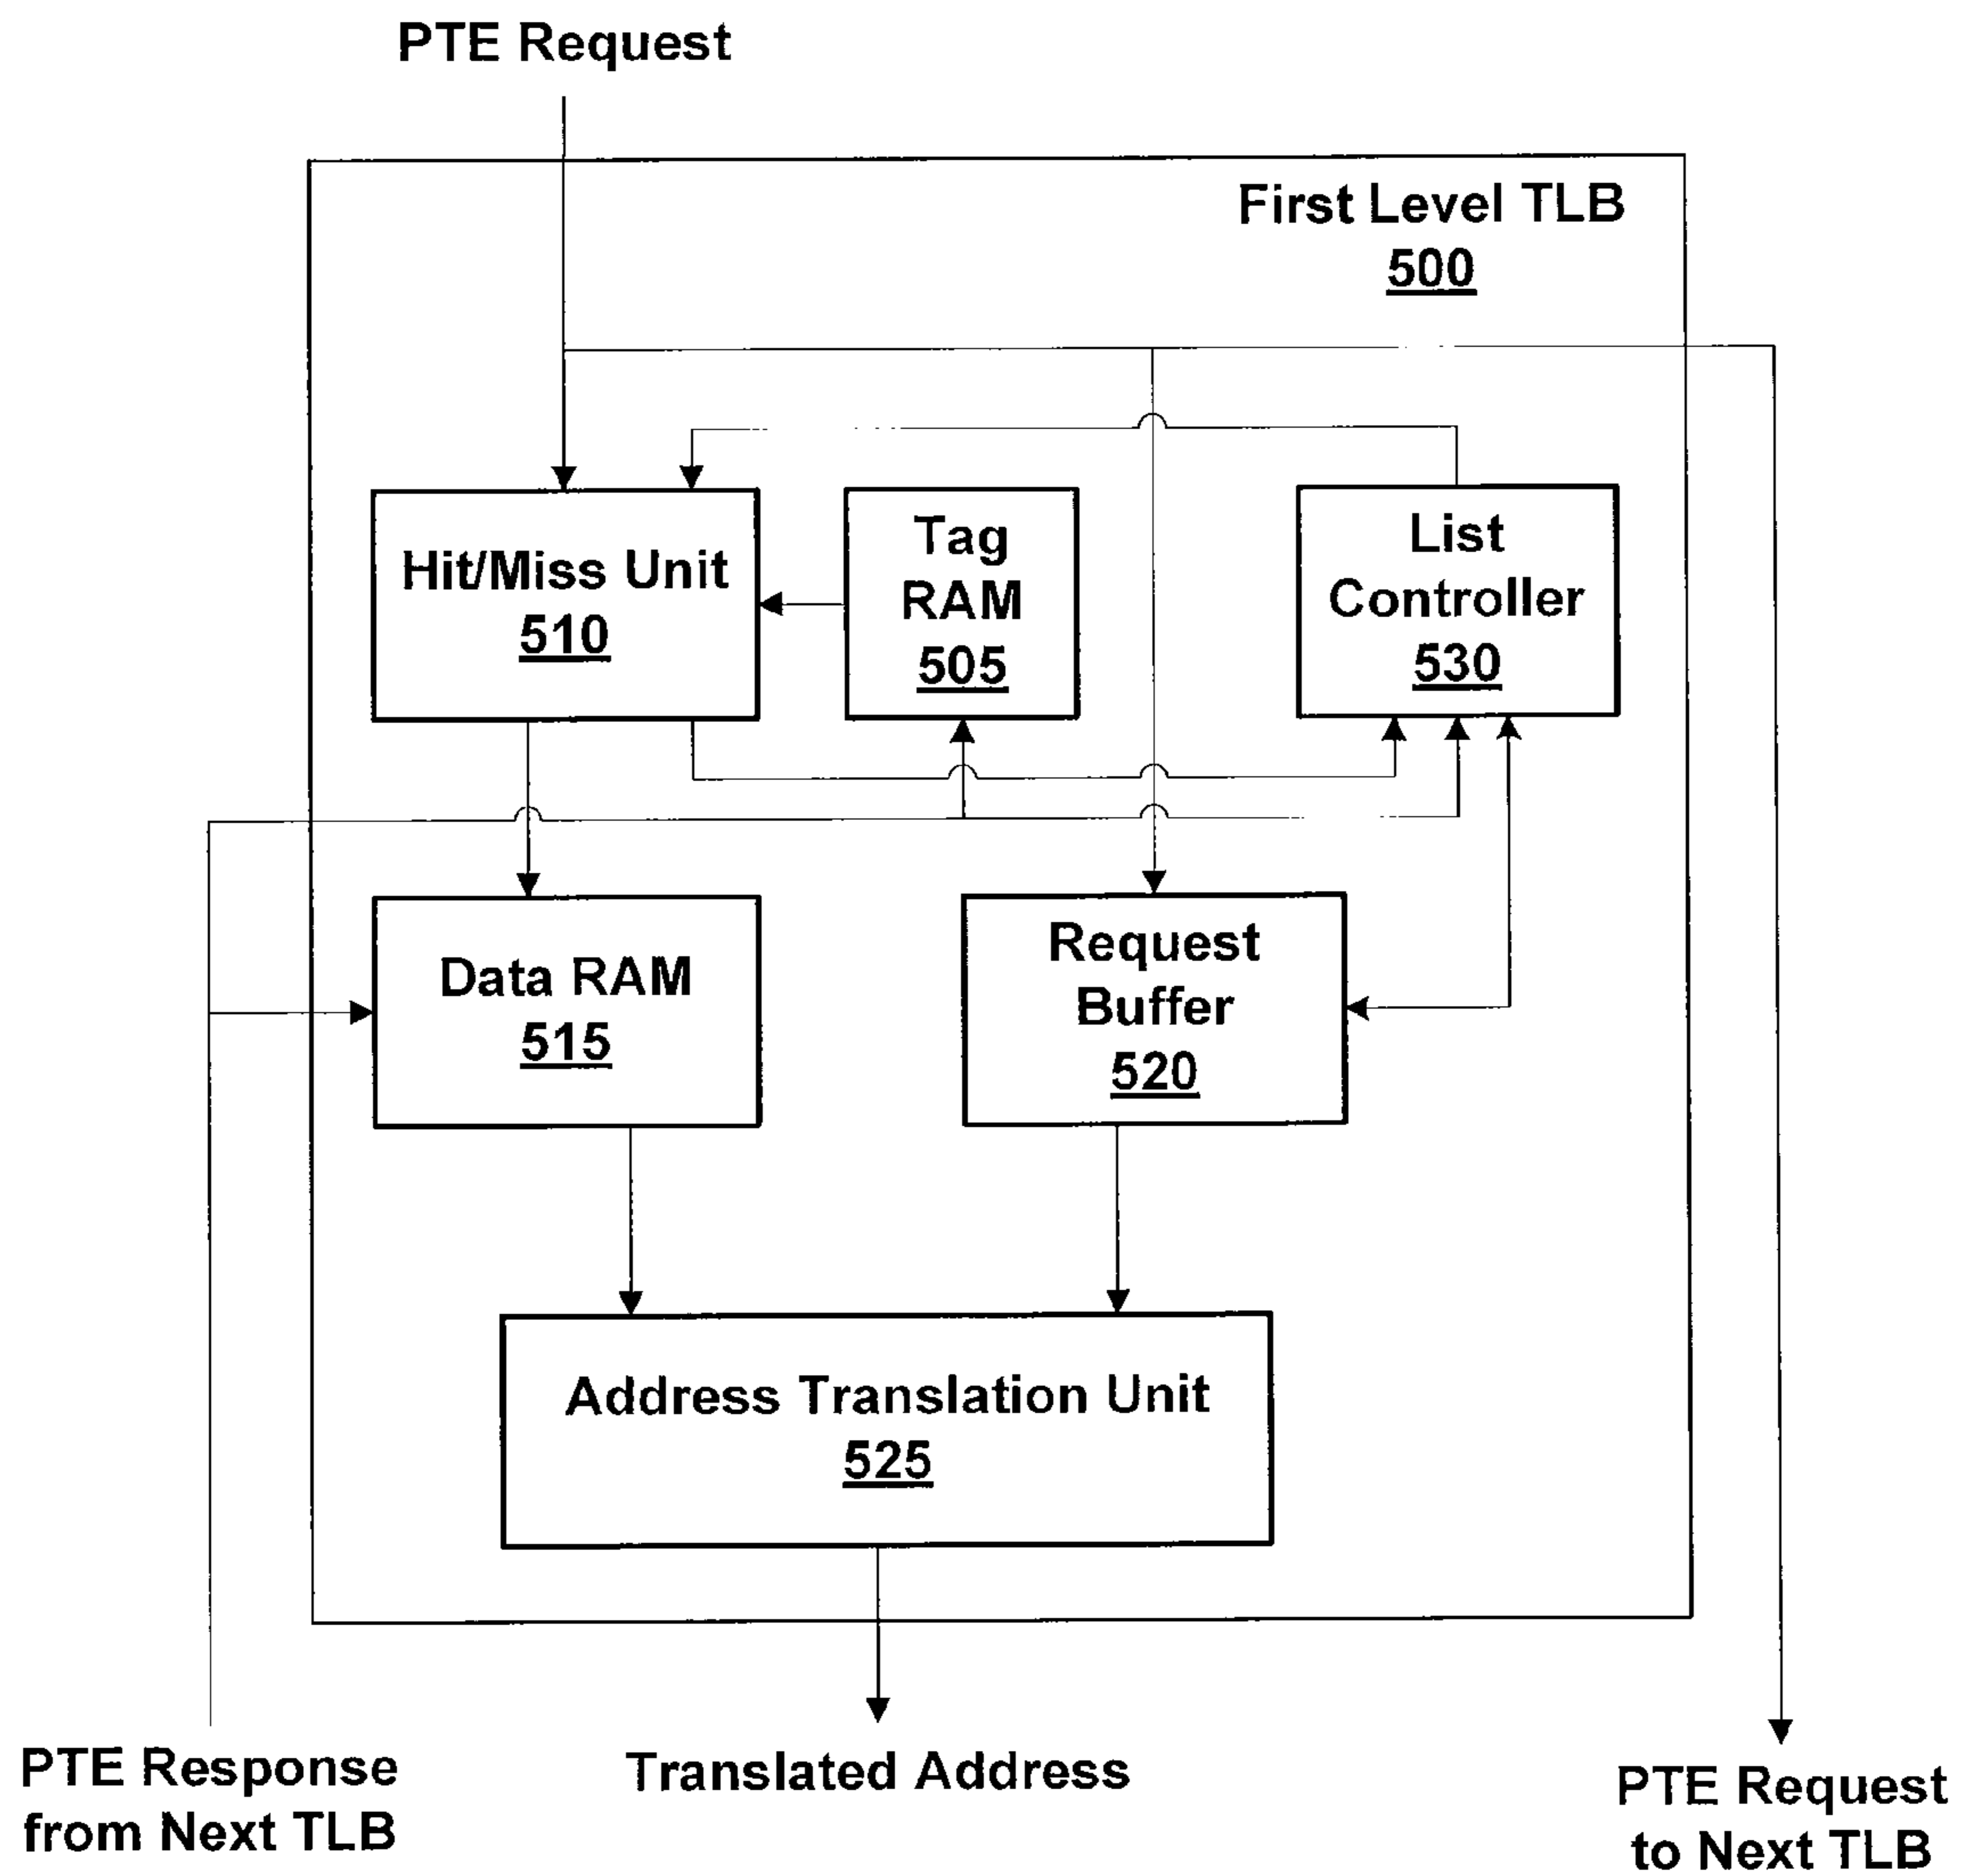 PTE Request
First Level TLB
500
Hit/Miss Unit
510
Tag
RAM
505
List
Controller
530
Data RAM
515
Request
Buffer
520
Address Translation Unit
525
PTE Response
from Next TLB
Translated Address
PTE Request
to Next TLB